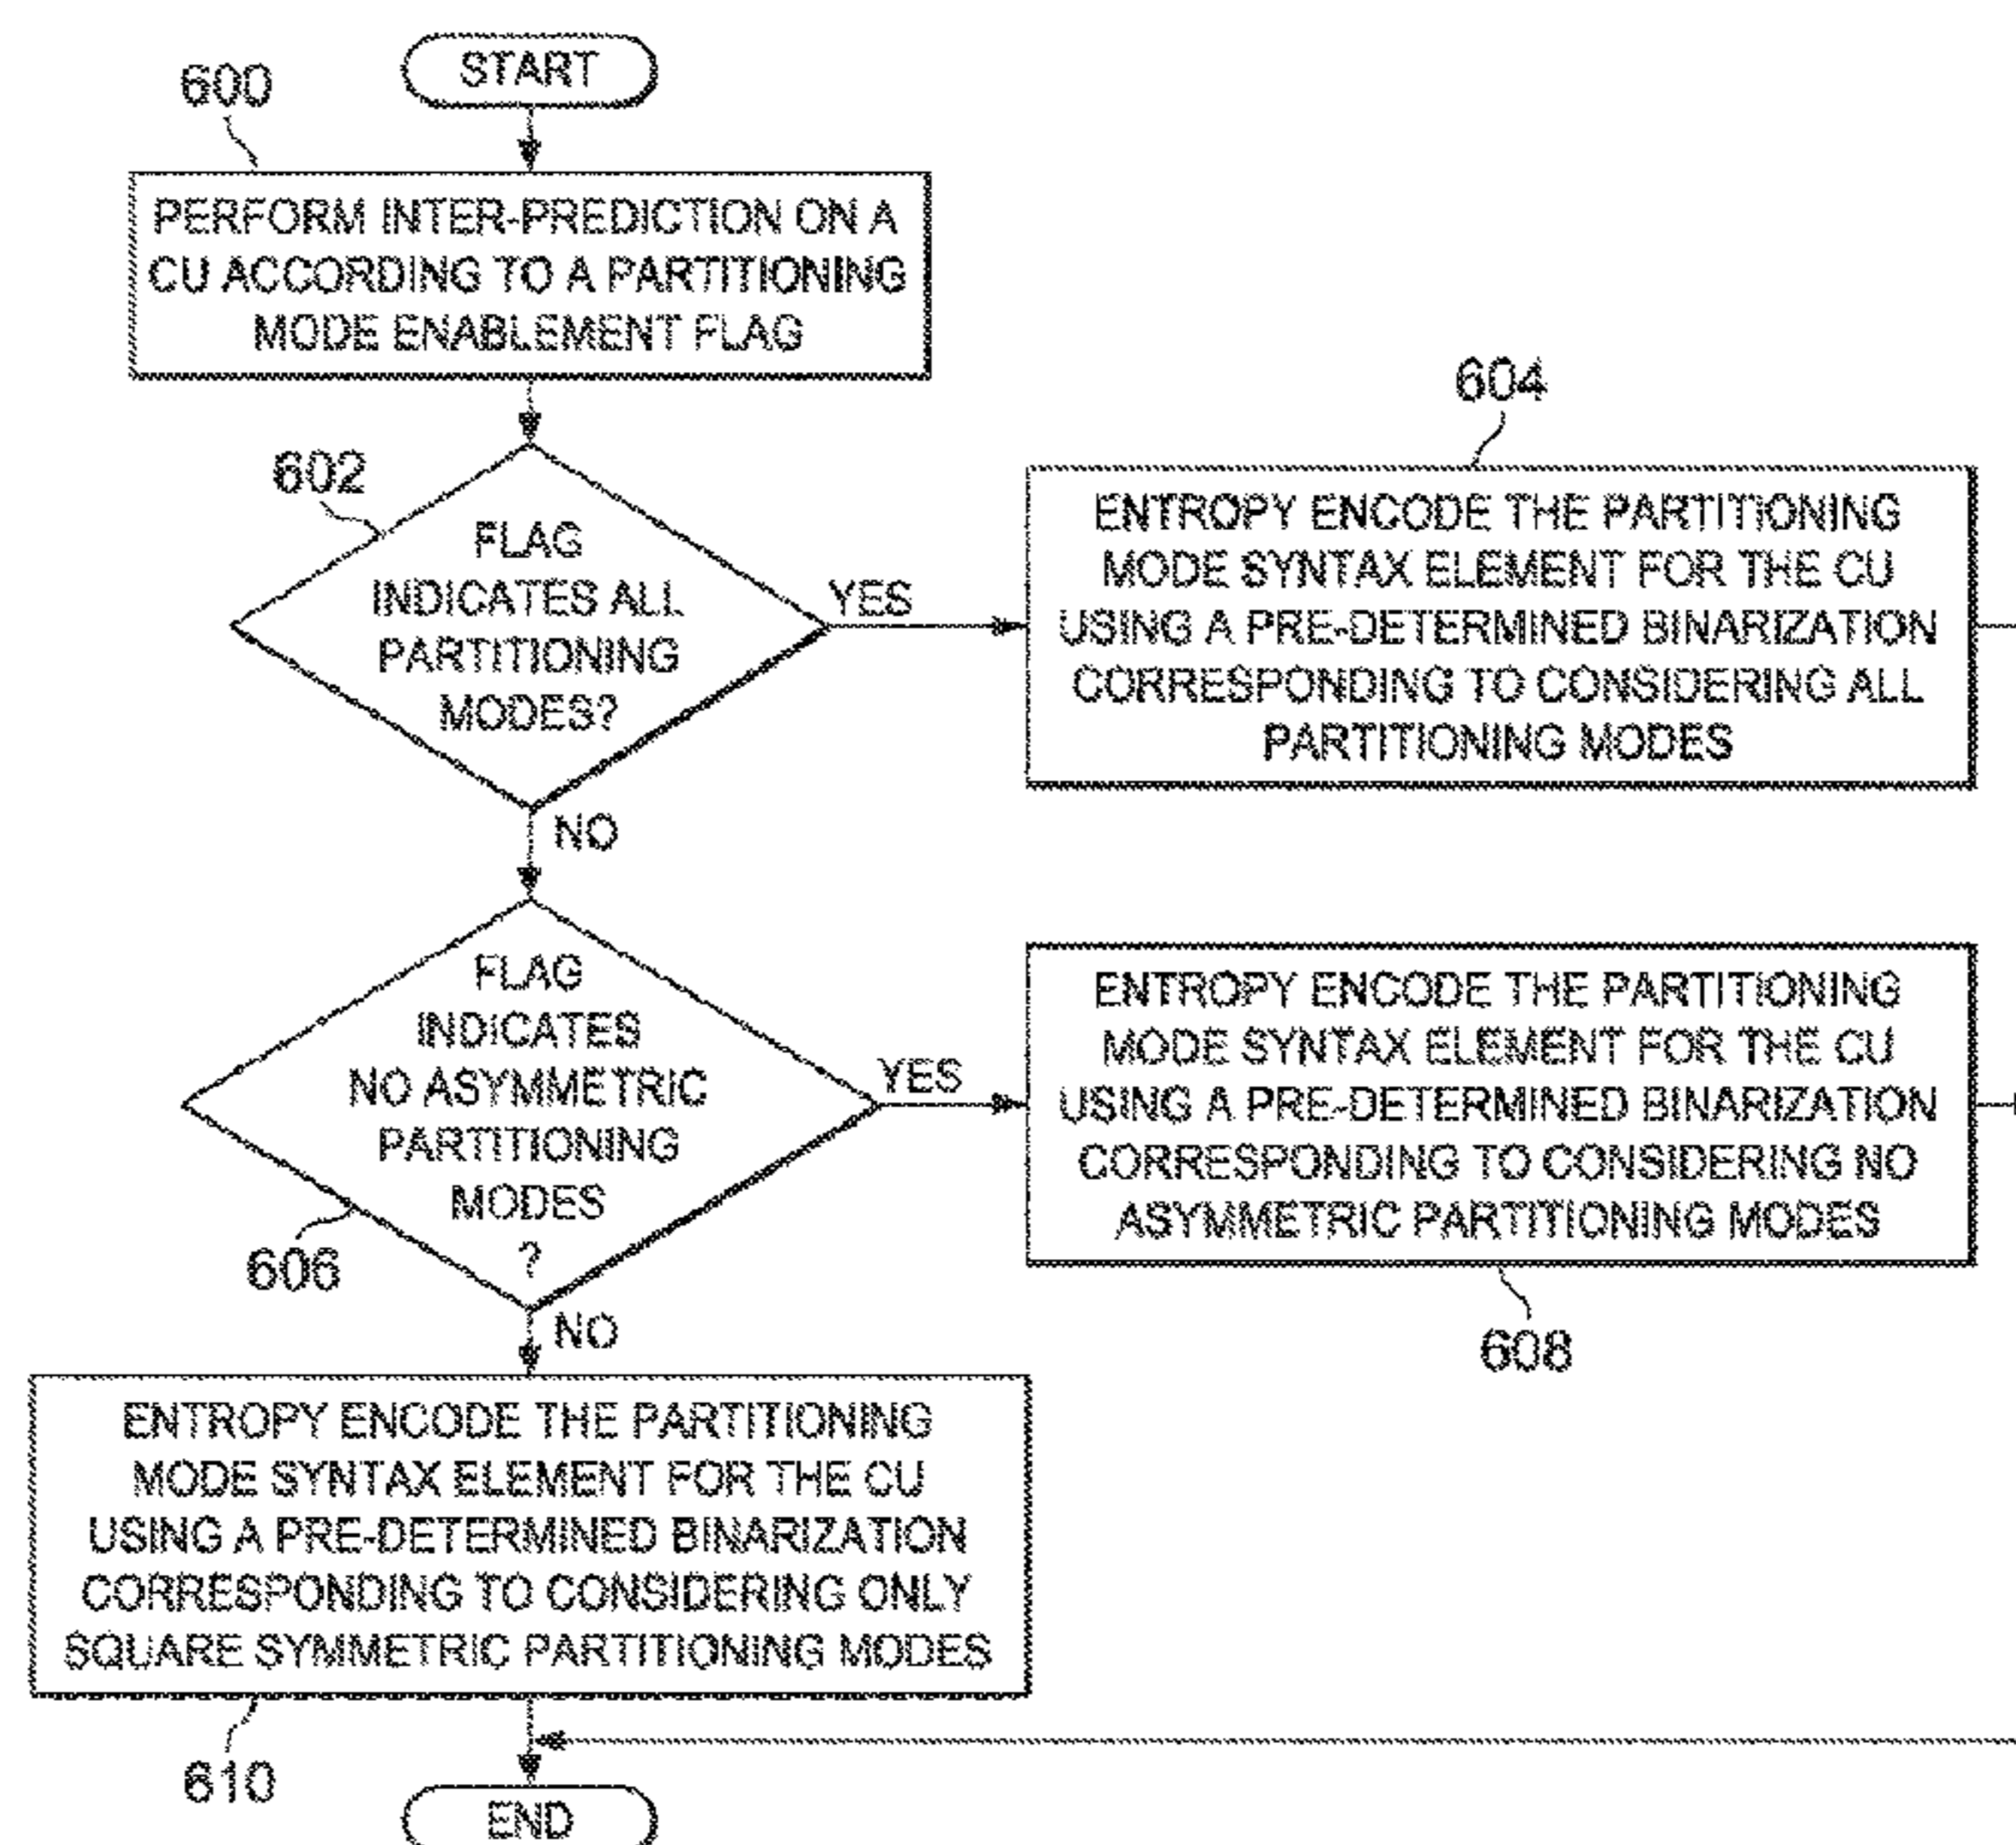 START
600
PERFORM INTER-PREDICTION ON A
CU ACCORDING TO A PARTITIONING
MODE ENABLEMENT FLAG
602
FLAG
INDICATES ALL
PARTITIONING
MODES?
YES
NO
604
ENTROPY ENCODE THE PARTITIONING
MODE SYNTAX ELEMENT FOR THE CU
USING A PRE-DETERMINED BINARIZATION
CORRESPONDING TO CONSIDERING ALL
PARTITIONING MODES
FLAG
INDICATES
NO ASYMMETRIC
PARTITIONING
MODES
?
606
YES
NO
ENTROPY ENCODE THE PARTITIONING
MODE SYNTAX ELEMENT FOR THE CU
USING A PRE-DETERMINED BINARIZATION
CORRESPONDING TO CONSIDERING NO
ASYMMETRIC PARTITIONING MODES
608
ENTROPY ENCODE THE PARTITIONING
MODE SYNTAX ELEMENT FOR THE CU
USING A PRE-DETERMINED BINARIZATION
CORRESPONDING TO CONSIDERING ONLY
SQUARE SYMMETRIC PARTITIONING MODES
610
END